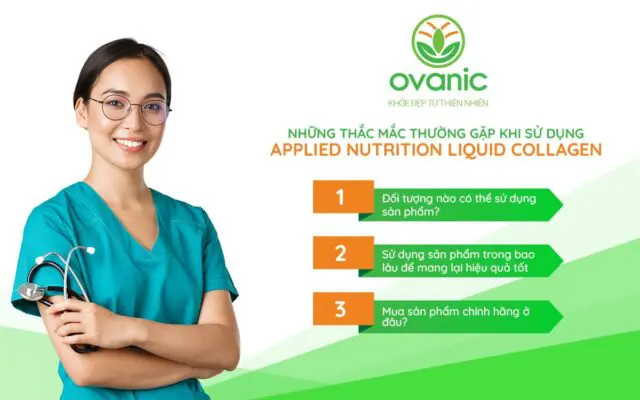 ovanic
KHỎE ĐẸP TỪ THIÊN NHIÊN
NHỮNG THẮC MẮC THƯỜNG GẶP KHI SỬ DỤNG
APPLIED NUTRITION LIQUID COLLAGEN
1
Đối tượng nào có thể sử dụng
sản phẩm?
2
Sử dụng sản phẩm trong bao
lâu để mang lại hiệu quả tốt
3
Mua sản phẩm chính hãng ở
đâu?